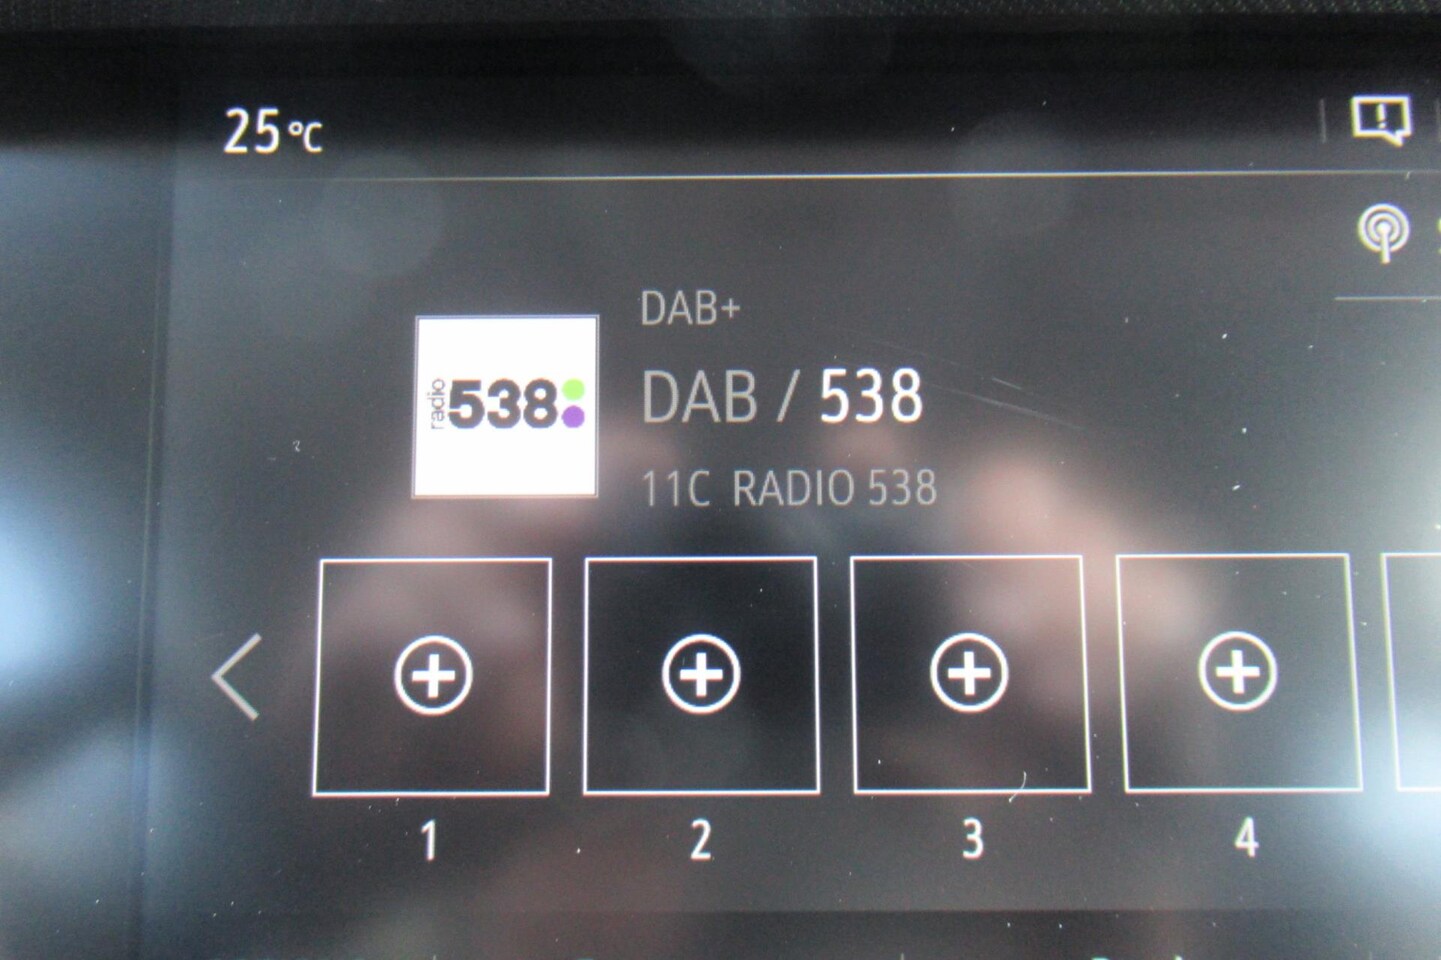 25 °C
DAB+
radio 538
DAB / 538
11C RADIO 538
1 2 3 4